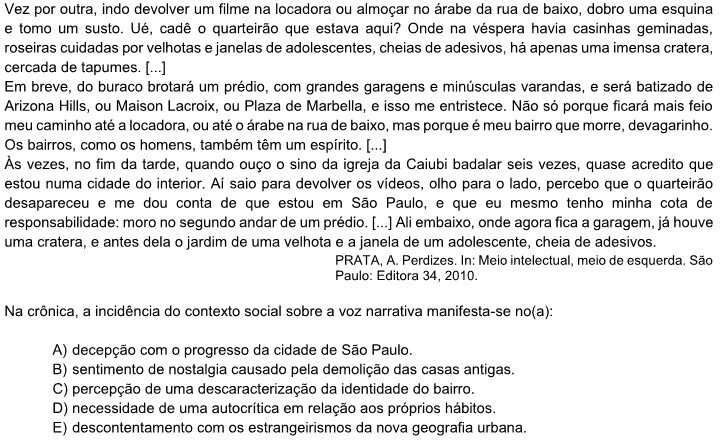 Vez por outra, indo devolver um filme na locadora ou almoçar no árabe da rua de baixo, dobro uma esquina
e tomo um susto. Ué, cadê o quarteirão que estava aqui? Onde na véspera havia casinhas geminadas,
roseiras cuidadas por velhotas e janelas de adolescentes, cheias de adesivos, há apenas uma imensa cratera,
cercada de tapumes. [...]
Em breve, do buraco brotará um prédio, com grandes garagens e minúsculas varandas, e será batizado de
Arizona Hills, ou Maison Lacroix, ou Plaza de Marbella, e isso me entristece. Não só porque ficará mais feio
meu caminho até a locadora, ou até o árabe na rua de baixo, mas porque é meu bairro que morre, devagarinho.
Os bairros, como os homens, também têm um espírito. [...]
Às vezes, no fim da tarde, quando ouço o sino da igreja da Caiubi badalar seis vezes, quase acredito que
estou numa cidade do interior. Aí saio para devolver os vídeos, olho para o lado, percebo que o quarteirão
desapareceu e me dou conta de que estou em São Paulo, e que eu mesmo tenho minha cota de
responsabilidade: moro no segundo andar de um prédio. [...] Ali embaixo, onde agora fica a garagem, já houve
uma cratera, e antes dela o jardim de uma velhota e a janela de um adolescente, cheia de adesivos.
PRATA, A. Perdizes. In: Meio intelectual, meio de esquerda. São
Paulo: Editora 34, 2010.
Na crônica, a incidência do contexto social sobre a voz narrativa manifesta-se no(a):
A) decepção com o progresso da cidade de São Paulo.
B) sentimento de nostalgia causado pela demolição das casas antigas.
C) percepção de uma descaracterização da identidade do bairro.
D) necessidade de uma autocrítica em relação aos próprios hábitos.
E) descontentamento com os estrangeirismos da nova geografia urbana.